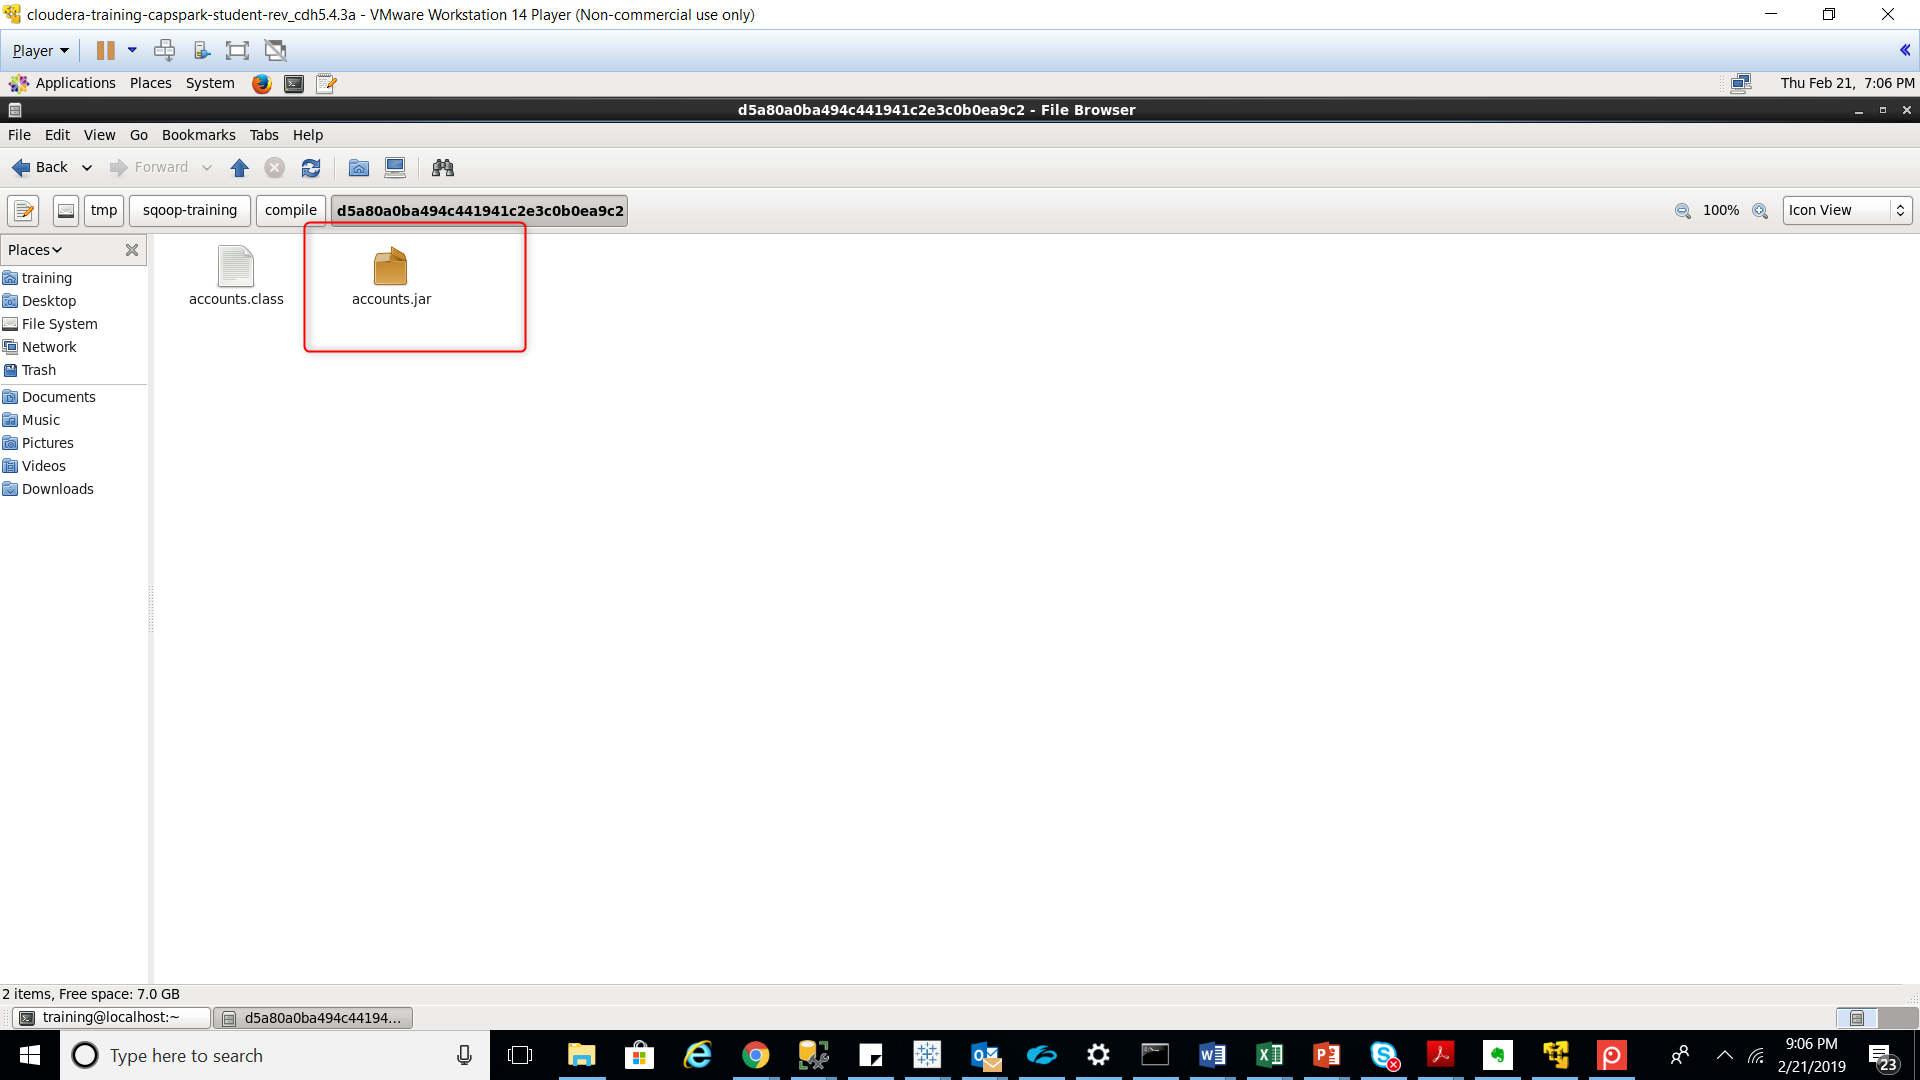 cloudera-training-capspark-student-rev_cdh5.4.3a - VMware Workstation 14 Player (Non-commercial use only)
Player
Applications Places System Thu Feb 21, 7:06 PM
d5a80a0ba494c441941c2e3c0b0ea9c2 - File Browser
File Edit View Go Bookmarks Tabs Help
Back Forward
tmp sqoop-training compile d5a80a0ba494c441941c2e3c0b0ea9c2 100% Icon View
Places
training
Desktop
File System
Network
Trash
Documents
Music
Pictures
Videos
Downloads
accounts.class accounts.jar
2 items, Free space: 7.0 GB
training@localhost:~ d5a80a0ba494c44194...
Type here to search
9:06 PM
2/21/2019
23